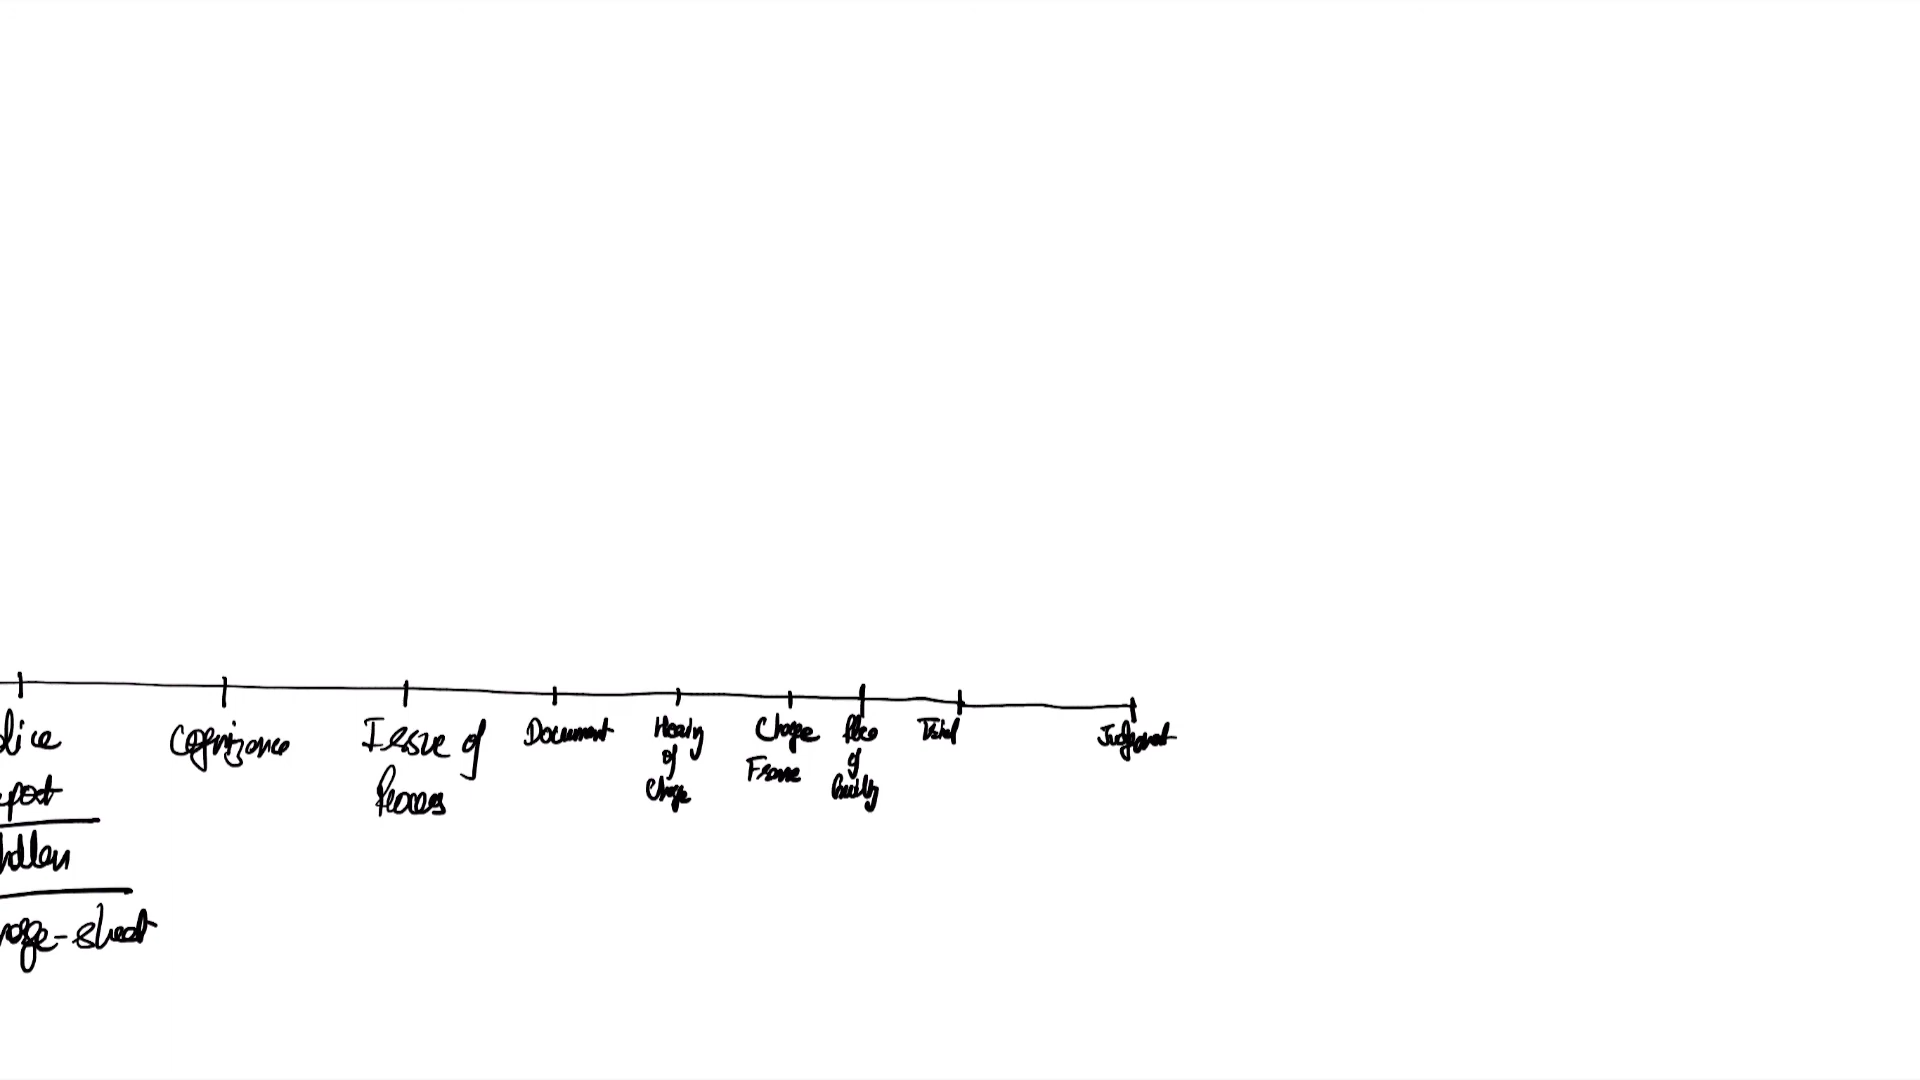 lice
port
challan
charge-sheet
Cognizance
Issue of
Process
Document
Hearing
of
Charge
Charge
Frame
Plea
of
Guilty
Trial
Judgment